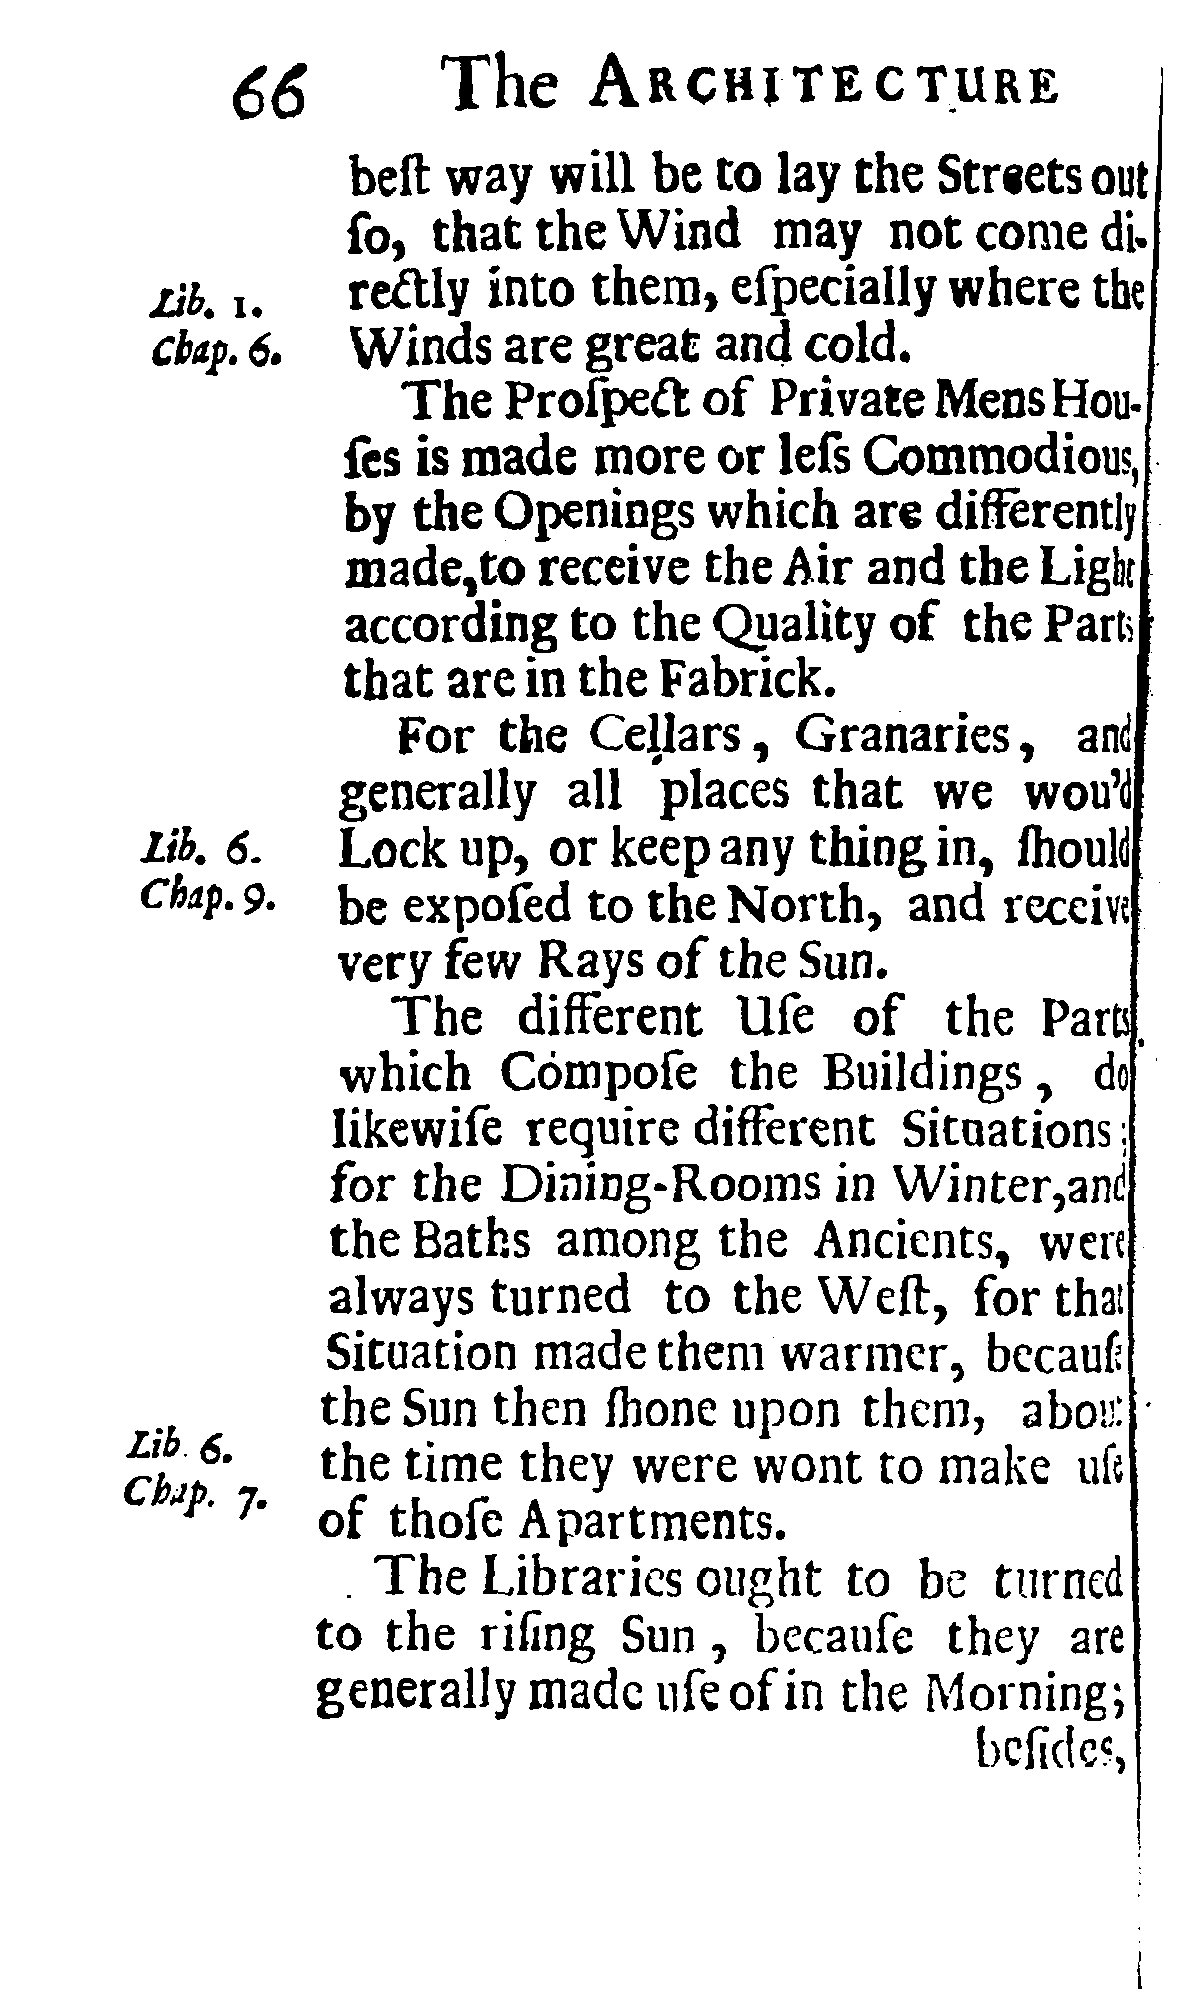 66 The ARCHITECTURE
beſt way will be to lay the Streets out
ſo, that the Wind may not come di-
rectly into them, eſpecially where the
Lib. 1.
Chap. 6.
Winds are great and cold.
The Proſpect of Private Mens Hou-
ſes is made more or leſs Commodious,
by the Openings which are differently
made,to receive the Air and the Light
according to the Quality of the Parts
that are in the Fabrick.
For the Cellars, Granaries, and
generally all places that we wou'd
Lock up, or keep any thing in, ſhould
Lib. 6.
Chap. 9.
be expoſed to the North, and receive
very few Rays of the Sun.
The different Uſe of the Parts
which Compoſe the Buildings, do
likewiſe require different Situations;
for the Dining-Rooms in Winter,and
the Baths among the Ancients, were
always turned to the Weſt, for that
Situation made them warmer, becauſe
the Sun then ſhone upon them, about
Lib. 6.
Chap. 7.
the time they were wont to make uſe
of thoſe Apartments.
The Libraries ought to be turned
to the riſing Sun, becauſe they are
generally made uſe of in the Morning;
beſides,